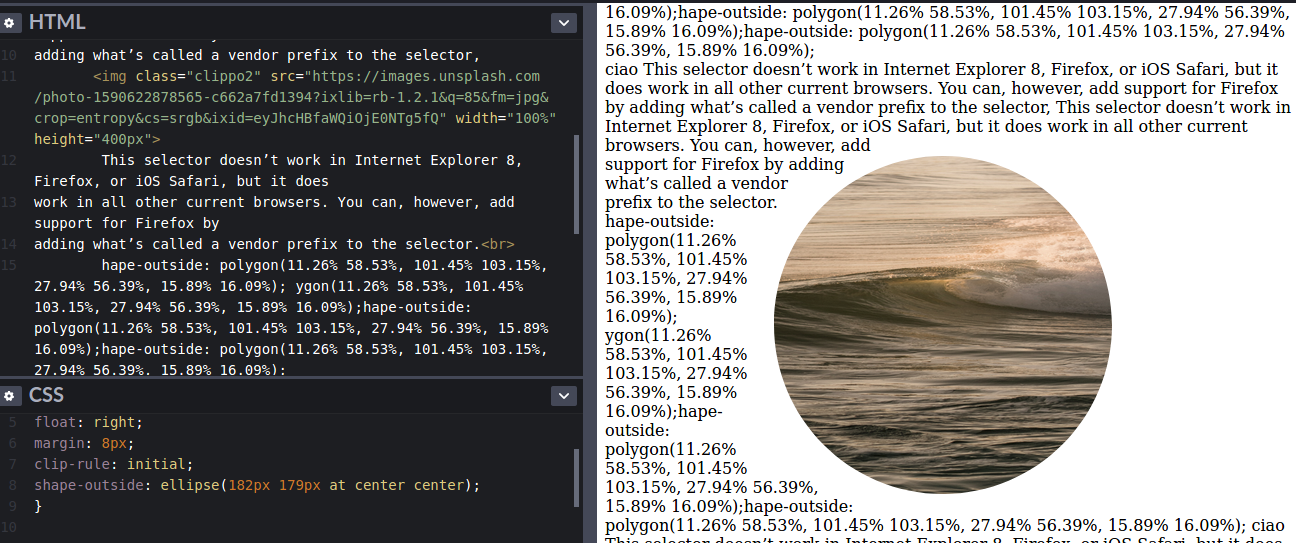 HTML
10 adding what’s called a vendor prefix to the selector,
11 <img class="clippo2" src="https://images.unsplash.com
/photo-1590622878565-c662a7fd1394?ixlib=rb-1.2.1&q=85&fm=jpg&
crop=entropy&cs=srgb&ixid=eyJhcHBfaWQiOjE0NTg5fQ" width="100%"
height="400px">
12 This selector doesn’t work in Internet Explorer 8,
Firefox, or iOS Safari, but it does
13 work in all other current browsers. You can, however, add
support for Firefox by
14 adding what’s called a vendor prefix to the selector.<br>
15 hape-outside: polygon(11.26% 58.53%, 101.45% 103.15%,
27.94% 56.39%, 15.89% 16.09%); ygon(11.26% 58.53%, 101.45%
103.15%, 27.94% 56.39%, 15.89% 16.09%);hape-outside:
polygon(11.26% 58.53%, 101.45% 103.15%, 27.94% 56.39%, 15.89%
16.09%);hape-outside: polygon(11.26% 58.53%, 101.45% 103.15%,
27.94% 56.39%, 15.89% 16.09%);
CSS
5 float: right;
6 margin: 8px;
7 clip-rule: initial;
8 shape-outside: ellipse(182px 179px at center center);
9 }
10
16.09%);hape-outside: polygon(11.26% 58.53%, 101.45% 103.15%, 27.94% 56.39%,
15.89% 16.09%);hape-outside: polygon(11.26% 58.53%, 101.45% 103.15%, 27.94%
56.39%, 15.89% 16.09%);
ciao This selector doesn’t work in Internet Explorer 8, Firefox, or iOS Safari, but it
does work in all other current browsers. You can, however, add support for Firefox
by adding what’s called a vendor prefix to the selector, This selector doesn’t work in
Internet Explorer 8, Firefox, or iOS Safari, but it does work in all other current
browsers. You can, however, add
support for Firefox by adding
what’s called a vendor
prefix to the selector.
hape-outside:
polygon(11.26%
58.53%, 101.45%
103.15%, 27.94%
56.39%, 15.89%
16.09%);
ygon(11.26%
58.53%, 101.45%
103.15%, 27.94%
56.39%, 15.89%
16.09%);hape-
outside:
polygon(11.26%
58.53%, 101.45%
103.15%, 27.94% 56.39%,
15.89% 16.09%);hape-outside:
polygon(11.26% 58.53%, 101.45% 103.15%, 27.94% 56.39%, 15.89% 16.09%); ciao
This selector doesn’t work in Internet Explorer 8, Firefox, or iOS Safari, but it does